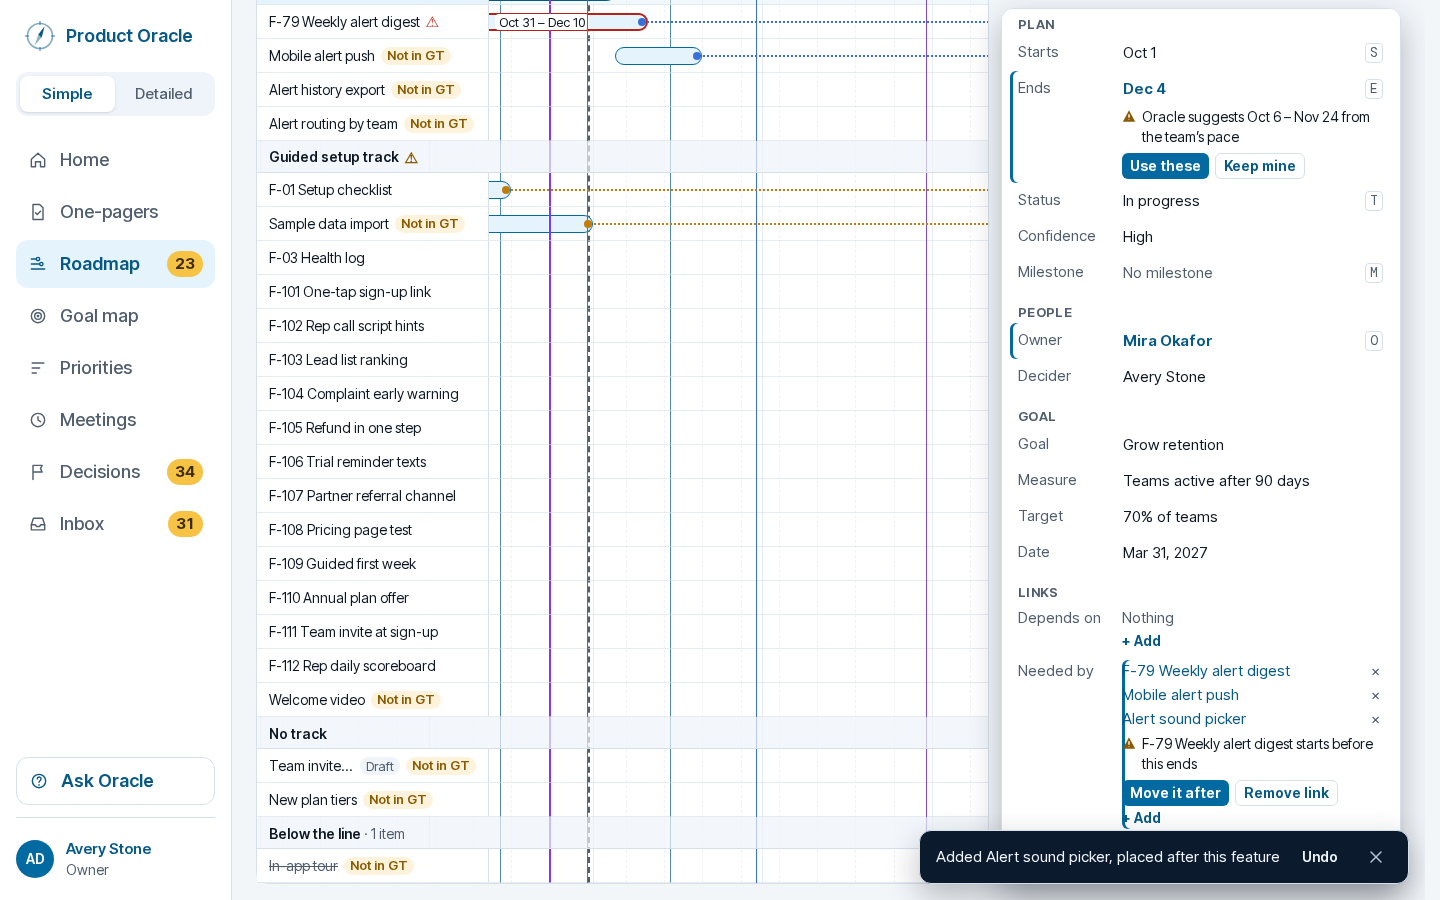 Product Oracle
Simple
Detailed
Home
One-pagers
Roadmap
23
Goal map
Priorities
Meetings
Decisions
34
Inbox
31
Ask Oracle
AD
Avery Stone
Owner
F-79 Weekly alert digest
Oct 31 – Dec 10
Mobile alert push
Not in GT
Alert history export
Not in GT
Alert routing by team
Not in GT
Guided setup track
F-01 Setup checklist
Sample data import
Not in GT
F-03 Health log
F-101 One-tap sign-up link
F-102 Rep call script hints
F-103 Lead list ranking
F-104 Complaint early warning
F-105 Refund in one step
F-106 Trial reminder texts
F-107 Partner referral channel
F-108 Pricing page test
F-109 Guided first week
F-110 Annual plan offer
F-111 Team invite at sign-up
F-112 Rep daily scoreboard
Welcome video
Not in GT
No track
Team invite...
Draft
Not in GT
New plan tiers
Not in GT
Below the line · 1 item
In-app tour
Not in GT
PLAN
Starts
Oct 1
S
Ends
Dec 4
E
Oracle suggests Oct 6 – Nov 24 from
the team's pace
Use these
Keep mine
Status
In progress
T
Confidence
High
Milestone
No milestone
M
PEOPLE
Owner
Mira Okafor
O
Decider
Avery Stone
GOAL
Goal
Grow retention
Measure
Teams active after 90 days
Target
70% of teams
Date
Mar 31, 2027
LINKS
Depends on
Nothing
+ Add
Needed by
F-79 Weekly alert digest
×
Mobile alert push
×
Alert sound picker
×
F-79 Weekly alert digest starts before
this ends
Move it after
Remove link
+ Add
Added Alert sound picker, placed after this feature
Undo